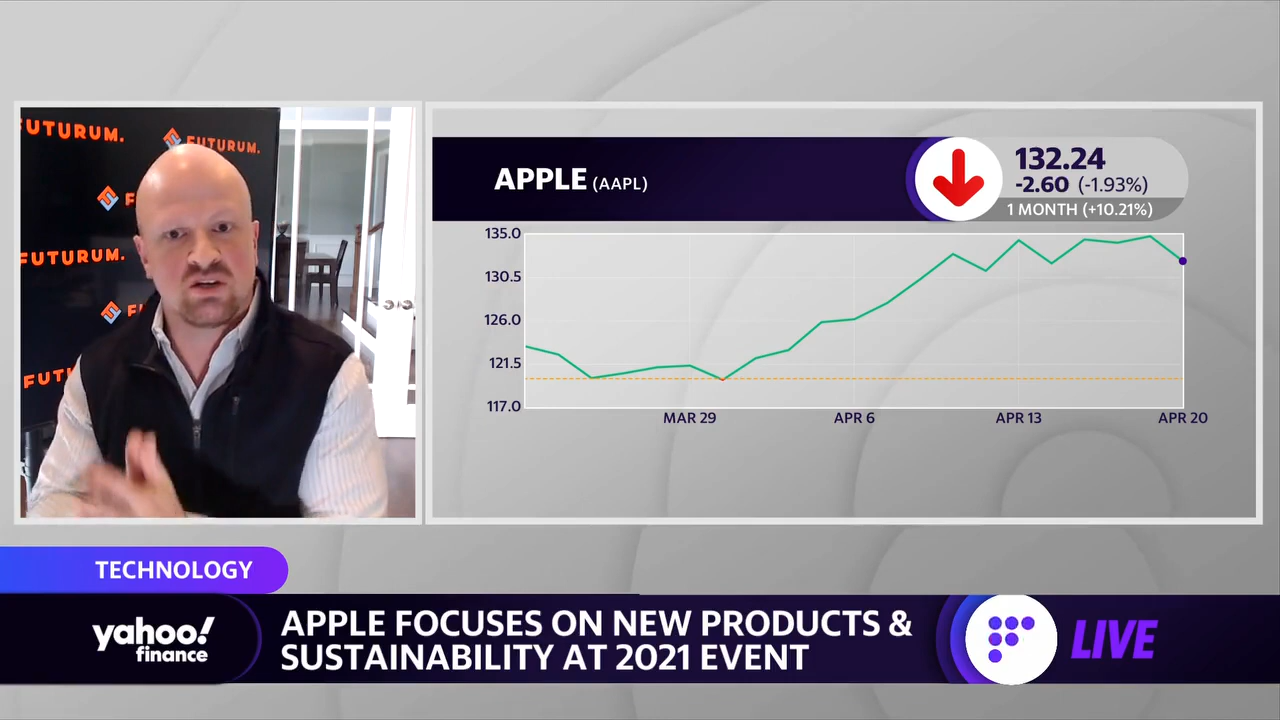 FUTURUM.
FUTURUM.
F
FUTURUM.
F
FUTU
APPLE (AAPL)
132.24
-2.60 (-1.93%)
1 MONTH (+10.21%)
135.0
130.5
126.0
121.5
117.0
MAR 29
APR 6
APR 13
APR 20
TECHNOLOGY
yahoo!
finance
APPLE FOCUSES ON NEW PRODUCTS &
SUSTAINABILITY AT 2021 EVENT
LIVE